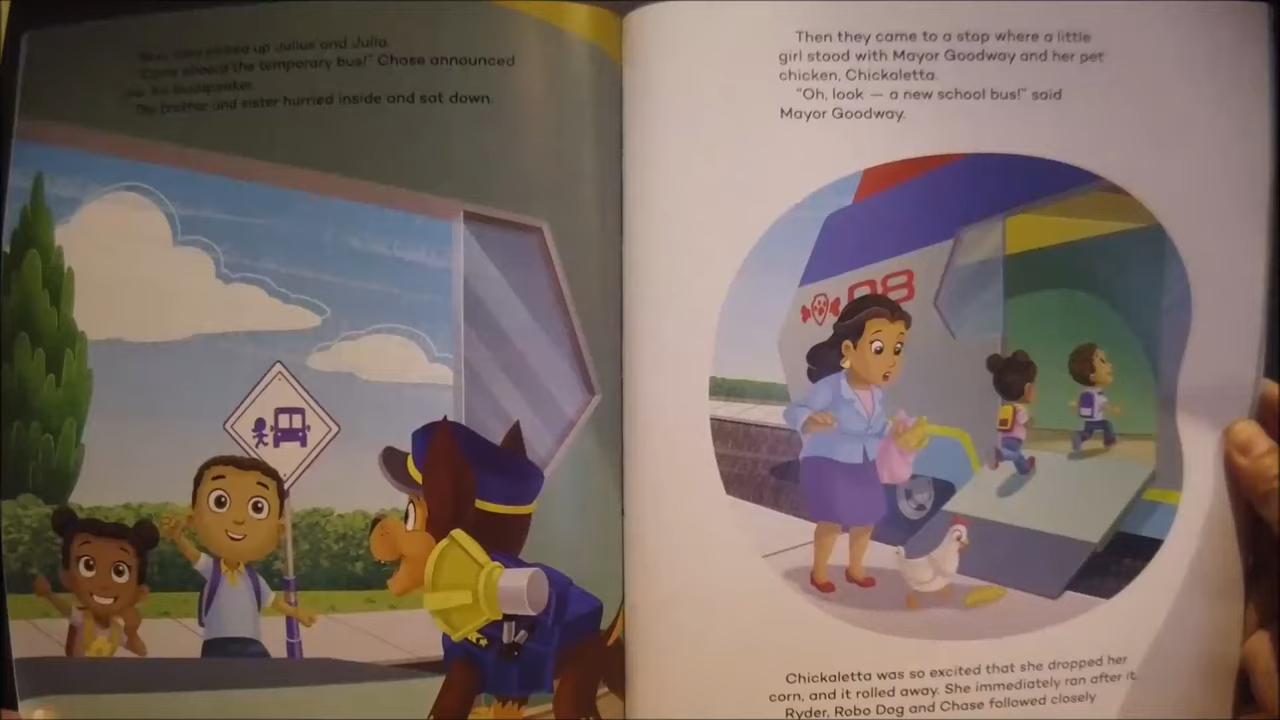 up Julius and Julia.
the temporary bus!" Chase announced
his loudspeaker.
The brother and sister hurried inside and sat down.
Then they came to a stop where a little
girl stood with Mayor Goodway and her pet
chicken, Chickaletta.
"Oh, look — a new school bus!" said
Mayor Goodway.
08
Chickaletta was so excited that she dropped her
corn, and it rolled away. She immediately ran after it.
Ryder, Robo Dog and Chase followed closely